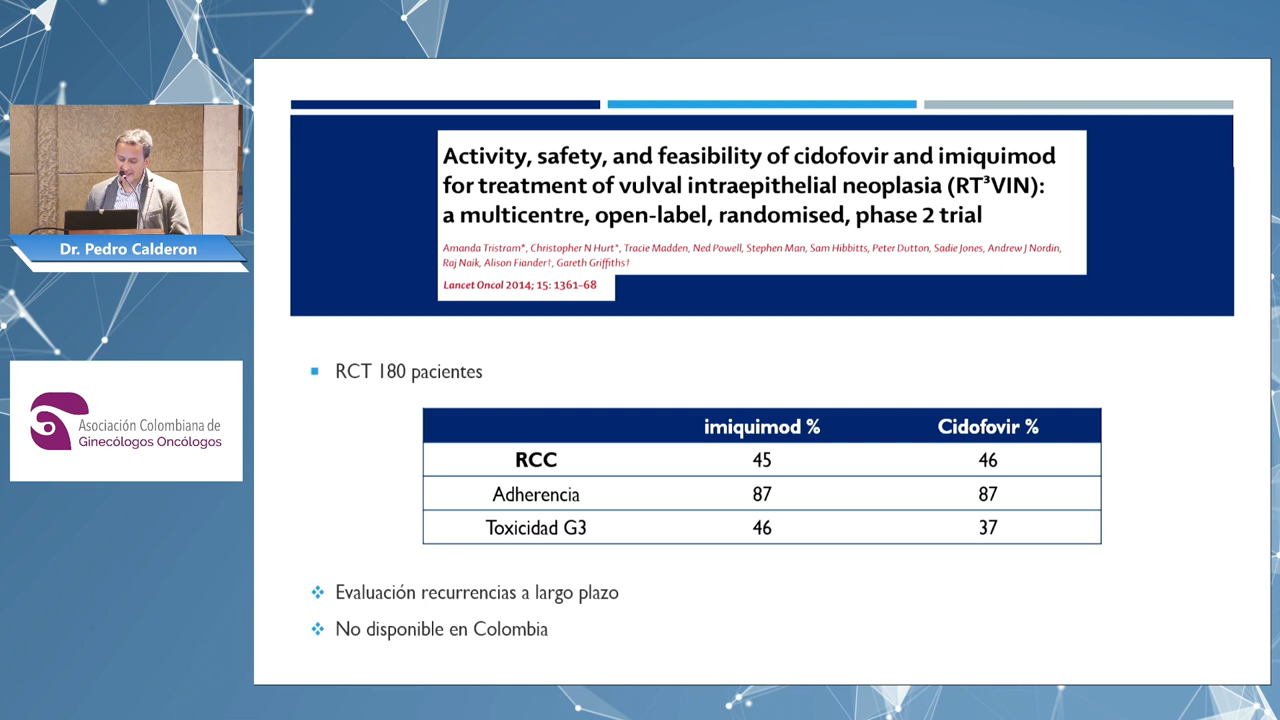 Activity, safety, and feasibility of cidofovir and imiquimod
for treatment of vulval intraepithelial neoplasia (RT³VIN):
a multicentre, open-label, randomised, phase 2 trial
Amanda Tristram*, Christopher N Hurt*, Tracie Madden, Ned Powell, Stephen Man, Sam Hibbitts, Peter Dutton, Sadie Jones, Andrew J Nordin,
Raj Naik, Alison Fiander†, Gareth Griffiths†
Lancet Oncol 2014; 15: 1361–68
Dr. Pedro Calderon
Asociación Colombiana de
Ginecólogos Oncólogos
RCT 180 pacientes
imiquimod % Cidofovir %
RCC 45 46
Adherencia 87 87
Toxicidad G3 46 37
Evaluación recurrencias a largo plazo
No disponible en Colombia